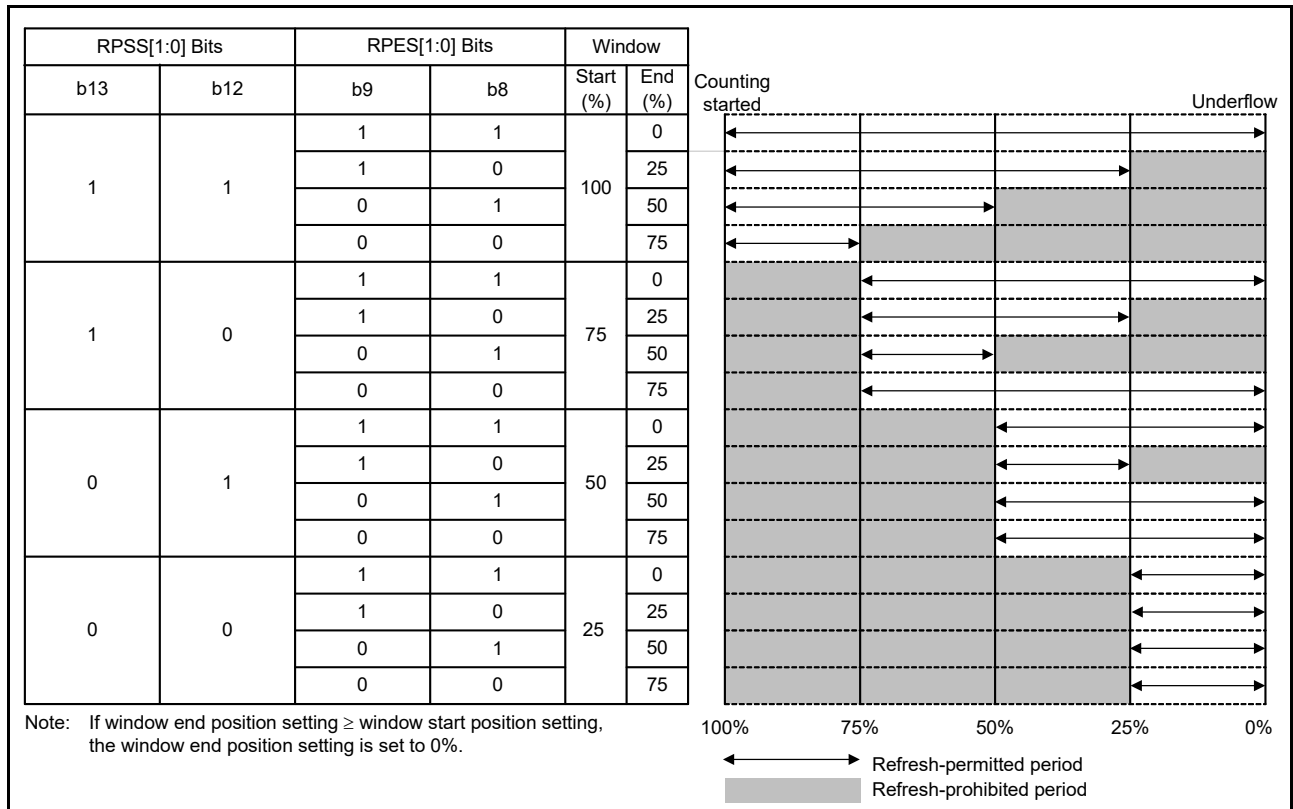 RPSS[1:0] Bits RPES[1:0] Bits Window
b13 b12 b9 b8 Start (%) End (%)
Counting started Underflow
1 1 0
1 0 25
1 1 100
0 1 50
0 0 75
1 1 0
1 0 25
1 0 75
0 1 50
0 0 75
1 1 0
1 0 25
0 1 50
0 1 50
0 0 75
1 1 0
1 0 25
0 0 25
0 1 50
0 0 75
Note: If window end position setting ≥ window start position setting,
the window end position setting is set to 0%.
100% 75% 50% 25% 0%
Refresh-permitted period
Refresh-prohibited period